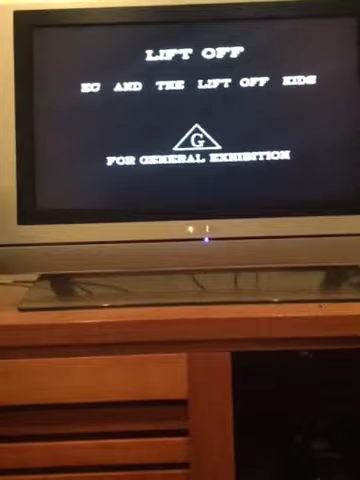 LIFT OFF
EC AND THE LIFT OFF KIDS
G
FOR GENERAL EXHIBITION